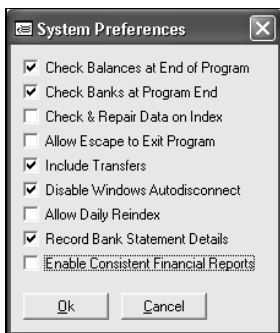 System Preferences
Check Balances at End of Program
Check Banks at Program End
Check & Repair Data on Index
Allow Escape to Exit Program
Include Transfers
Disable Windows Autodisconnect
Allow Daily Reindex
Record Bank Statement Details
Enable Consistent Financial Reports
Ok Cancel